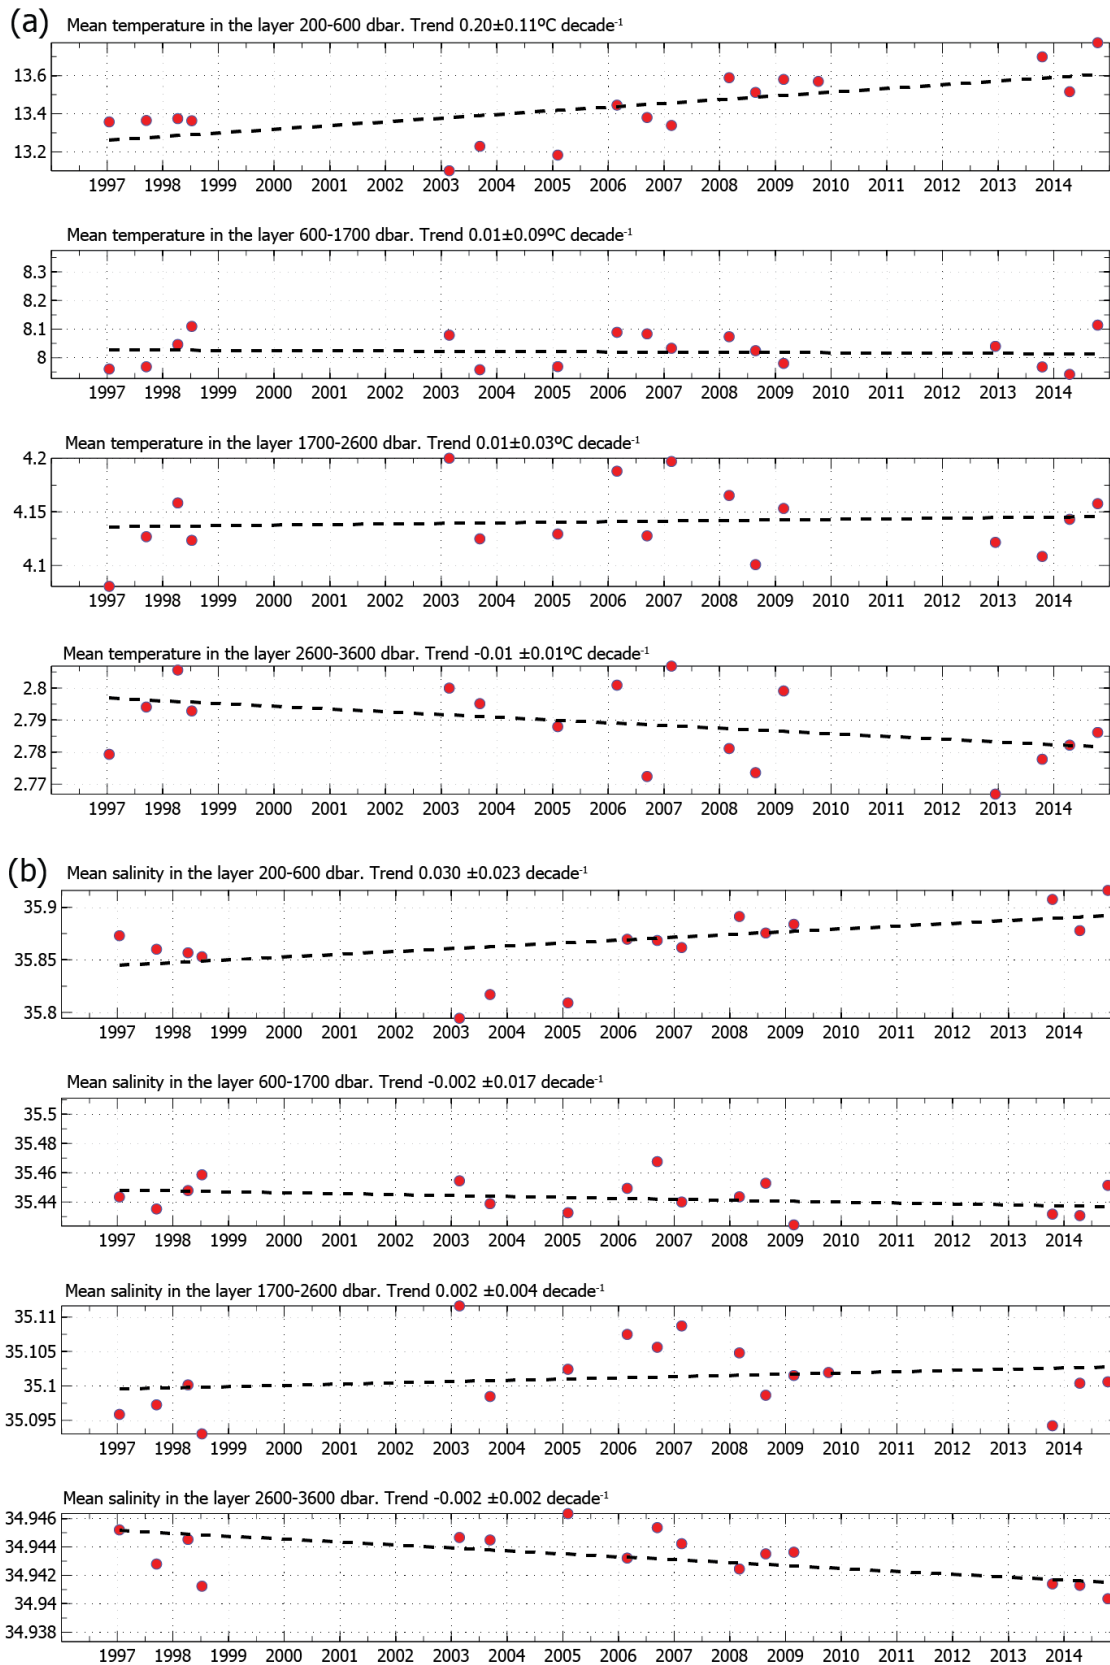 (a) Mean temperature in the layer 200-600 dbar. Trend 0.20±0.11ºC decade⁻¹
13.6
13.4
13.2
1997 1998 1999 2000 2001 2002 2003 2004 2005 2006 2007 2008 2009 2010 2011 2012 2013 2014
Mean temperature in the layer 600-1700 dbar. Trend 0.01±0.09ºC decade⁻¹
8.3
8.2
8.1
8
1997 1998 1999 2000 2001 2002 2003 2004 2005 2006 2007 2008 2009 2010 2011 2012 2013 2014
Mean temperature in the layer 1700-2600 dbar. Trend 0.01±0.03ºC decade⁻¹
4.2
4.15
4.1
1997 1998 1999 2000 2001 2002 2003 2004 2005 2006 2007 2008 2009 2010 2011 2012 2013 2014
Mean temperature in the layer 2600-3600 dbar. Trend -0.01 ±0.01ºC decade⁻¹
2.8
2.79
2.78
2.77
1997 1998 1999 2000 2001 2002 2003 2004 2005 2006 2007 2008 2009 2010 2011 2012 2013 2014
(b) Mean salinity in the layer 200-600 dbar. Trend 0.030 ±0.023 decade⁻¹
35.9
35.85
35.8
1997 1998 1999 2000 2001 2002 2003 2004 2005 2006 2007 2008 2009 2010 2011 2012 2013 2014
Mean salinity in the layer 600-1700 dbar. Trend -0.002 ±0.017 decade⁻¹
35.5
35.48
35.46
35.44
1997 1998 1999 2000 2001 2002 2003 2004 2005 2006 2007 2008 2009 2010 2011 2012 2013 2014
Mean salinity in the layer 1700-2600 dbar. Trend 0.002 ±0.004 decade⁻¹
35.11
35.105
35.1
35.095
1997 1998 1999 2000 2001 2002 2003 2004 2005 2006 2007 2008 2009 2010 2011 2012 2013 2014
Mean salinity in the layer 2600-3600 dbar. Trend -0.002 ±0.002 decade⁻¹
34.946
34.944
34.942
34.94
34.938
1997 1998 1999 2000 2001 2002 2003 2004 2005 2006 2007 2008 2009 2010 2011 2012 2013 2014